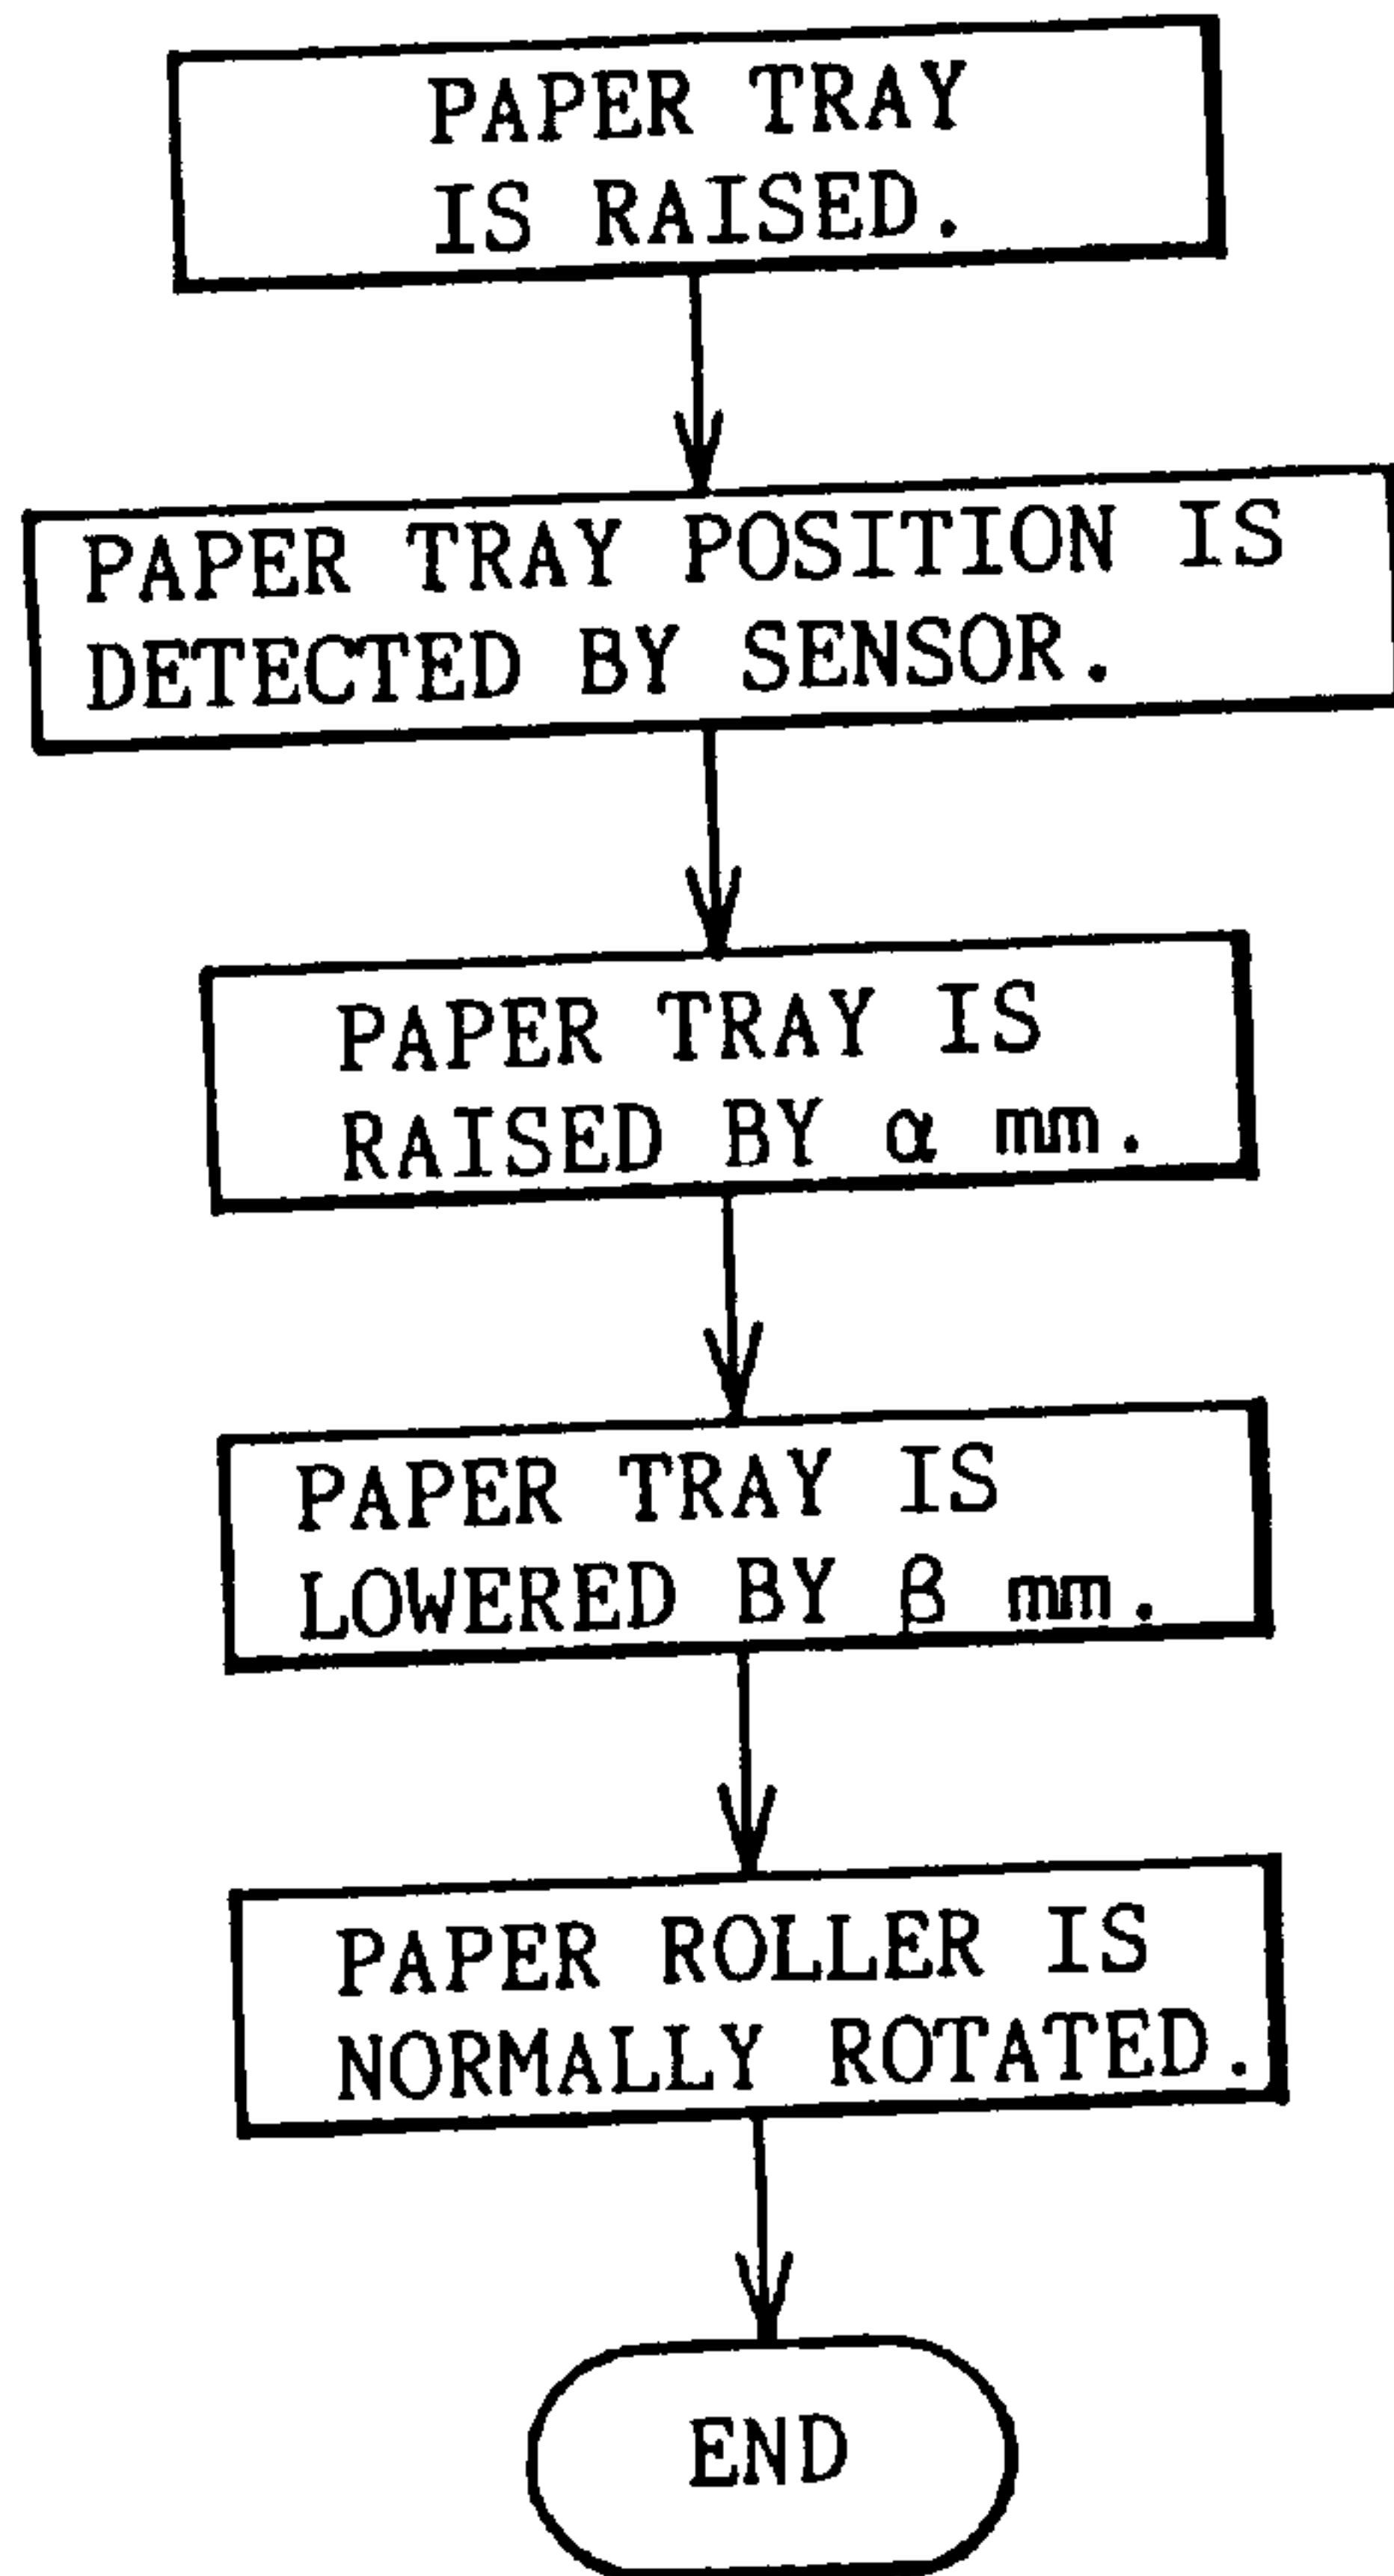 PAPER TRAY
IS RAISED.
PAPER TRAY POSITION IS
DETECTED BY SENSOR.
PAPER TRAY IS
RAISED BY α mm.
PAPER TRAY IS
LOWERED BY β mm.
PAPER ROLLER IS
NORMALLY ROTATED.
END